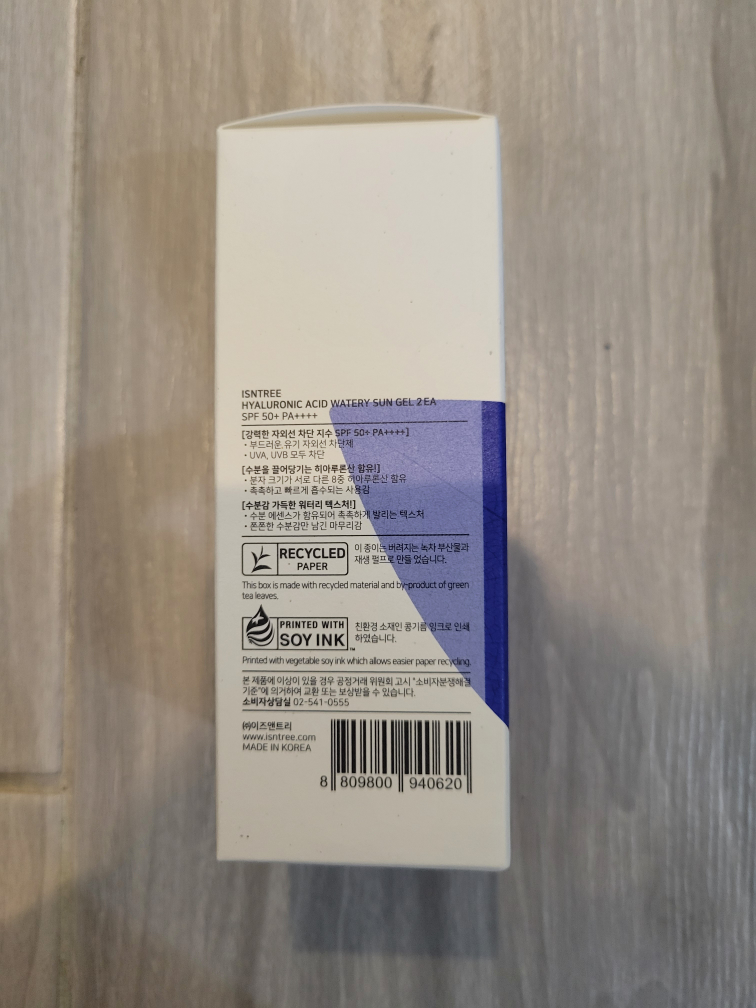 ISNTREE
HYALURONIC ACID WATERY SUN GEL 2 EA
SPF 50+ PA++++
[강력한 자외선 차단 지수 SPF 50+ PA++++]
• 부드러운 유기 자외선 차단제
• UVA, UVB 모두 차단
[수분을 끌어당기는 히아루론산 함유!]
• 분자 크기가 서로 다른 8중 히아루론산 함유
• 촉촉하고 빠르게 흡수되는 사용감
[수분감 가득한 워터리 텍스처!]
• 수분 에센스가 함유되어 촉촉하게 발리는 텍스처
• 쫀쫀한 수분감만 남긴 마무리감
RECYCLED
PAPER
이 종이는 버려지는 녹차 부산물과
재생 펄프로 만들었습니다.
This box is made with recycled material and by-product of green
tea leaves.
PRINTED WITH
SOY INK™
친환경 소재인 콩기름 잉크로 인쇄
하였습니다.
Printed with vegetable soy ink which allows easier paper recycling.
본 제품에 이상이 있을 경우 공정거래 위원회 고시 "소비자분쟁해결
기준"에 의거하여 교환 또는 보상받을 수 있습니다.
소비자상담실 02-541-0555
㈜이즈앤트리
www.isntree.com
MADE IN KOREA
8 809800 940620